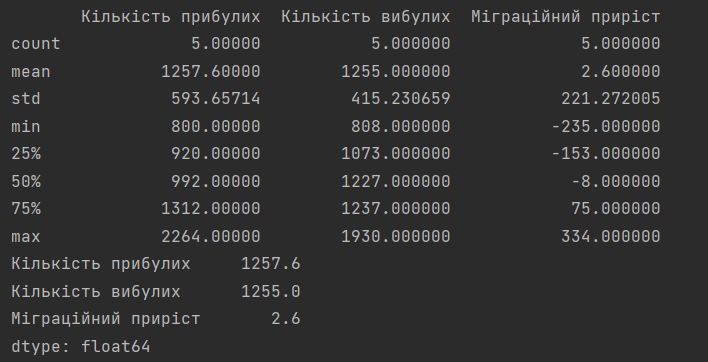 Кількість прибулих Кількість вибулих Міграційний приріст
count 5.00000 5.000000 5.000000
mean 1257.60000 1255.000000 2.600000
std 593.65714 415.230659 221.272005
min 800.00000 808.000000 -235.000000
25% 920.00000 1073.000000 -153.000000
50% 992.00000 1227.000000 -8.000000
75% 1312.00000 1237.000000 75.000000
max 2264.00000 1930.000000 334.000000
Кількість прибулих 1257.6
Кількість вибулих 1255.0
Міграційний приріст 2.6
dtype: float64